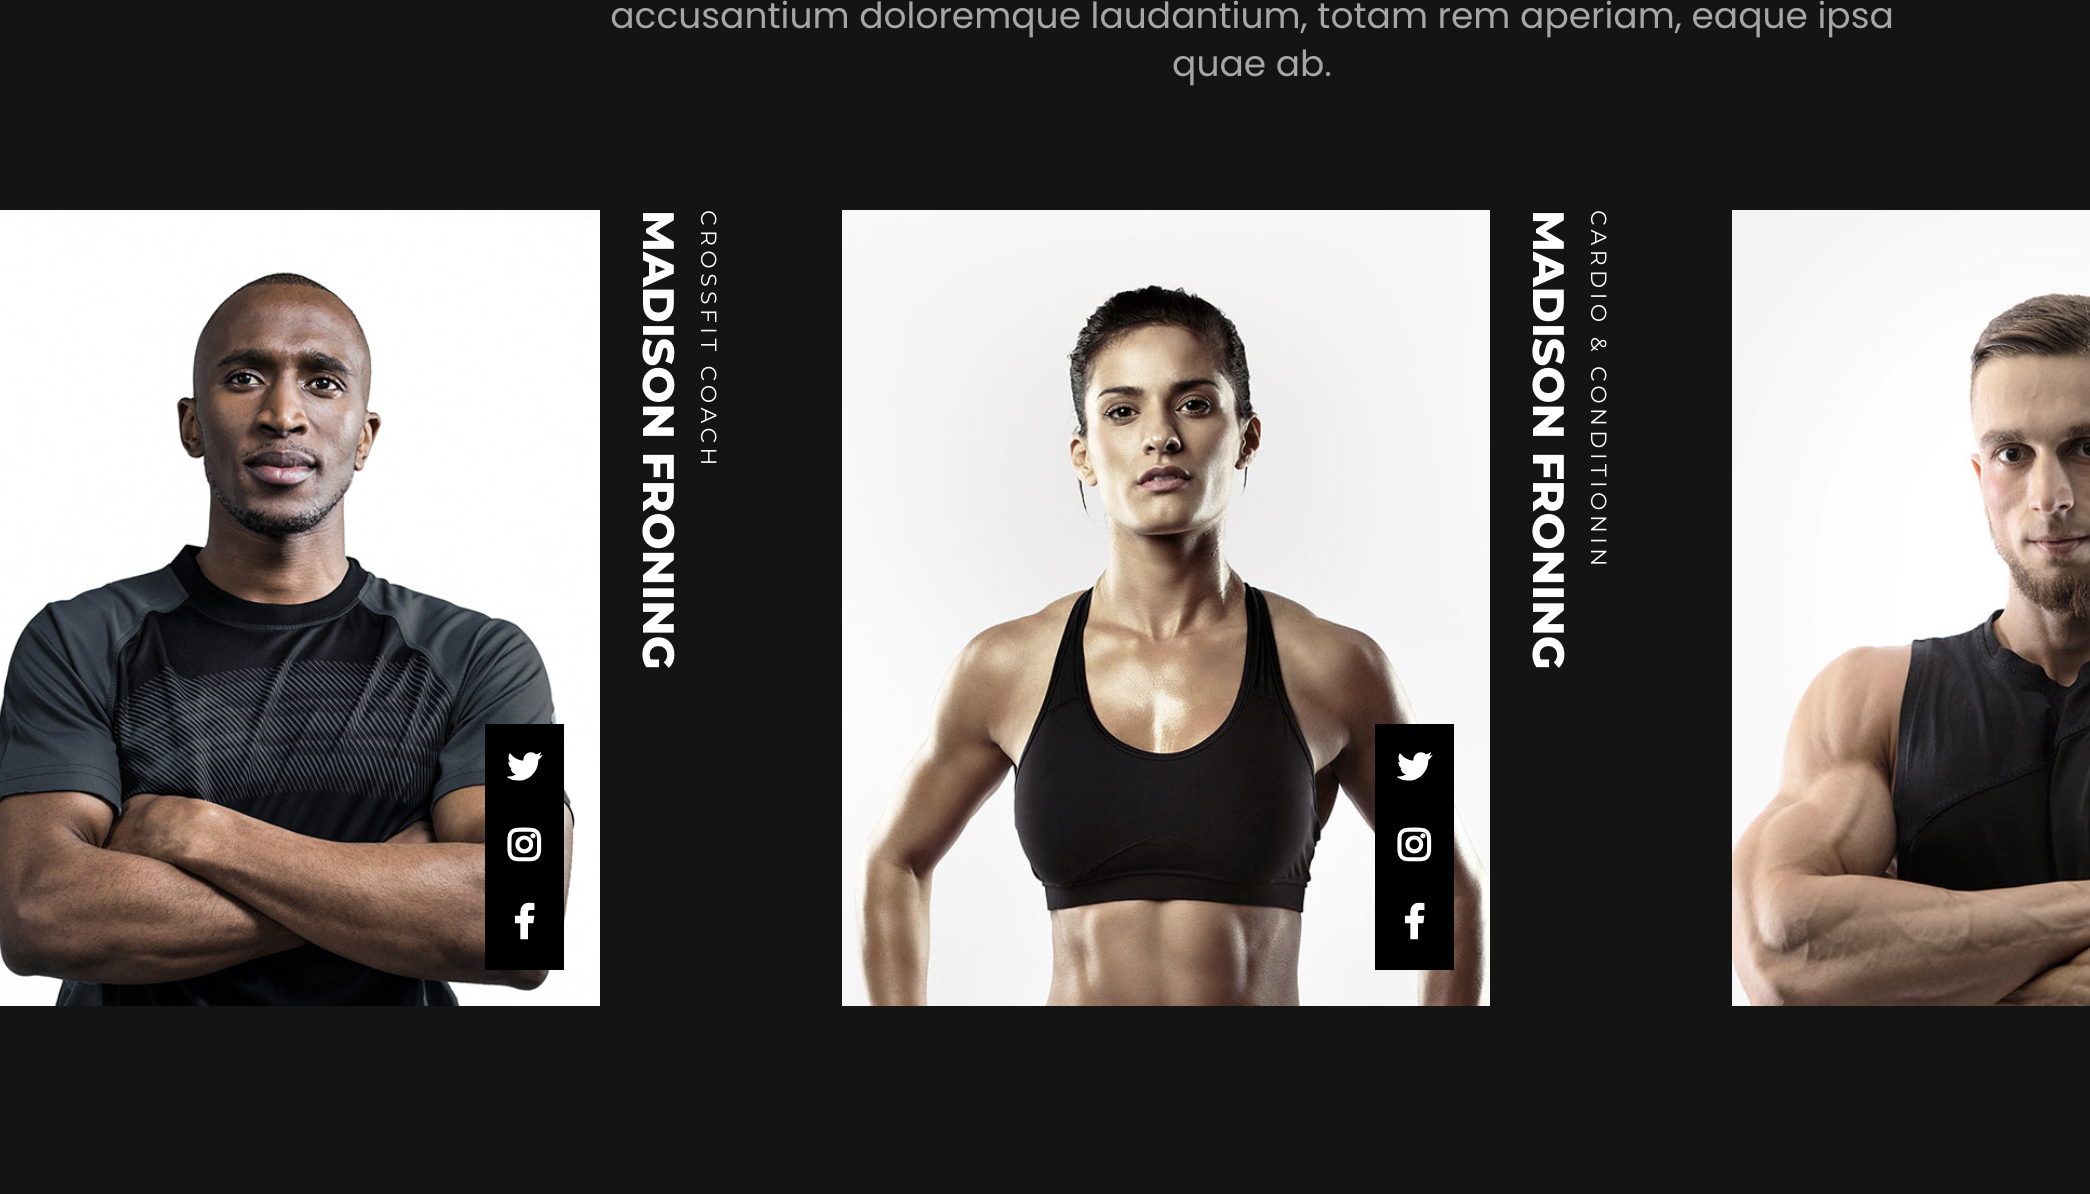 accusantium doloremque laudantium, totam rem aperiam, eaque ipsa
quae ab.
CROSSFIT COACH
MADISON FRONING
CARDIO & CONDITIONIN
MADISON FRONING